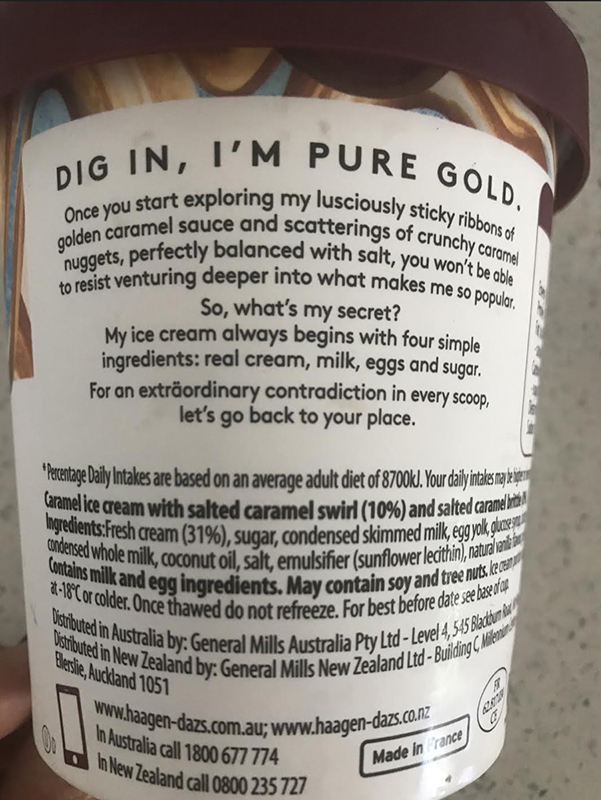 DIG IN, I'M PURE GOLD.
Once you start exploring my lusciously sticky ribbons of
golden caramel sauce and scatterings of crunchy caramel
nuggets, perfectly balanced with salt, you won't be able
to resist venturing deeper into what makes me so popular.
So, what's my secret?
My ice cream always begins with four simple
ingredients: real cream, milk, eggs and sugar.
For an extrãordinary contradiction in every scoop,
let's go back to your place.
*Percentage Daily Intakes are based on an average adult diet of 8700kJ. Your daily intakes may be
Caramel ice cream with salted caramel swirl (10%) and salted caramel brittle
Ingredients:Fresh cream (31%), sugar, condensed skimmed milk, egg yolk, glucose
condensed whole milk, coconut oil, salt, emulsifier (sunflower lecithin), natural vanilla
Contains milk and egg ingredients. May contain soy and tree nuts. Ice cream
at -18°C or colder. Once thawed do not refreeze. For best before date see base of cup.
Distributed in Australia by: General Mills Australia Pty Ltd - Level 4, 545 Blackburn
Distributed in New Zealand by: General Mills New Zealand Ltd - Building C, Millennium
Ellerslie, Auckland 1051
www.haagen-dazs.com.au; www.haagen-dazs.co.nz
In Australia call 1800 677 774
In New Zealand call 0800 235 727
Made in France
FR
CE